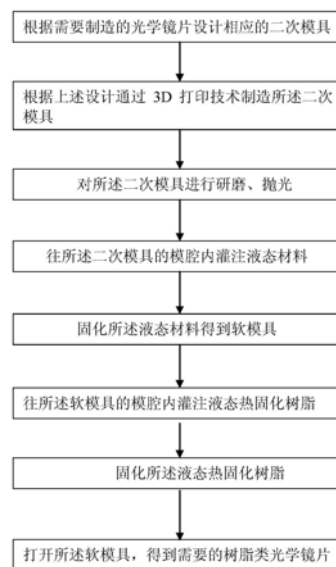 根据需要制造的光学镜片设计相应的二次模具
根据上述设计通过 3D 打印技术制造所述二次
模具
对所述二次模具进行研磨、抛光
往所述二次模具的模腔内灌注液态材料
固化所述液态材料得到软模具
往所述软模具的模腔内灌注液态热固化树脂
固化所述液态热固化树脂
打开所述软模具，得到需要的树脂类光学镜片